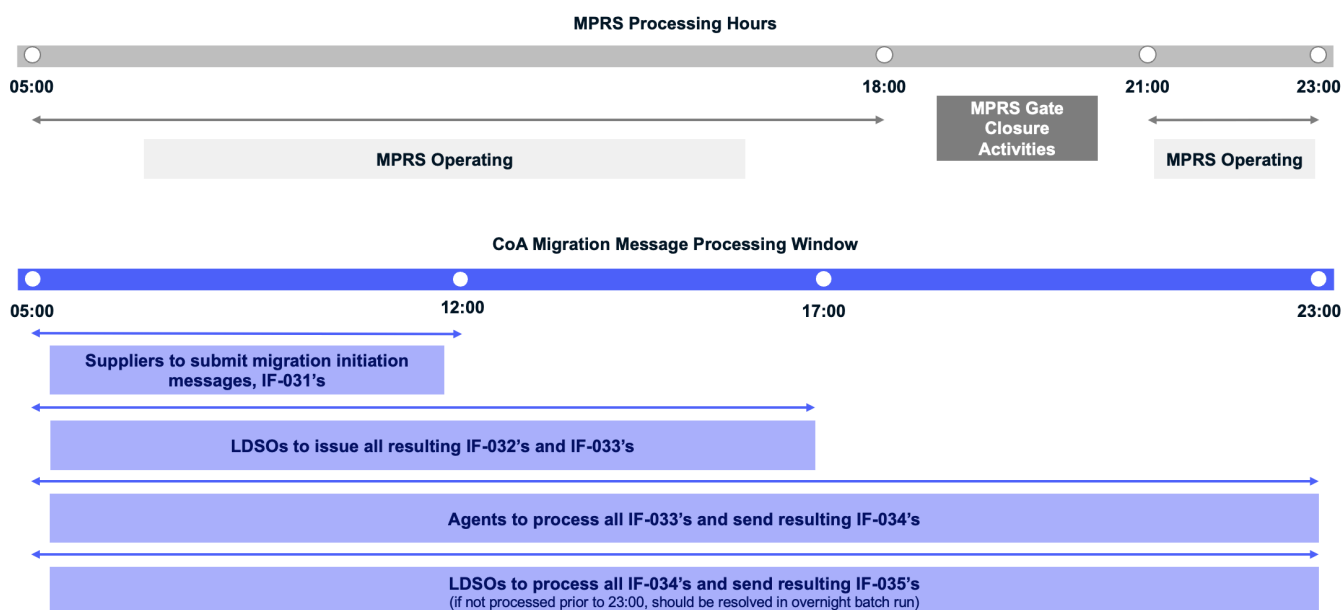 MPRS Processing Hours
05:00
18:00
21:00
23:00
MPRS Gate
Closure
Activities
MPRS Operating
MPRS Operating
CoA Migration Message Processing Window
05:00
12:00
17:00
23:00
Suppliers to submit migration initiation
messages, IF-031’s
LDSOs to issue all resulting IF-032’s and IF-033’s
Agents to process all IF-033’s and send resulting IF-034’s
LDSOs to process all IF-034’s and send resulting IF-035’s
(if not processed prior to 23:00, should be resolved in overnight batch run)